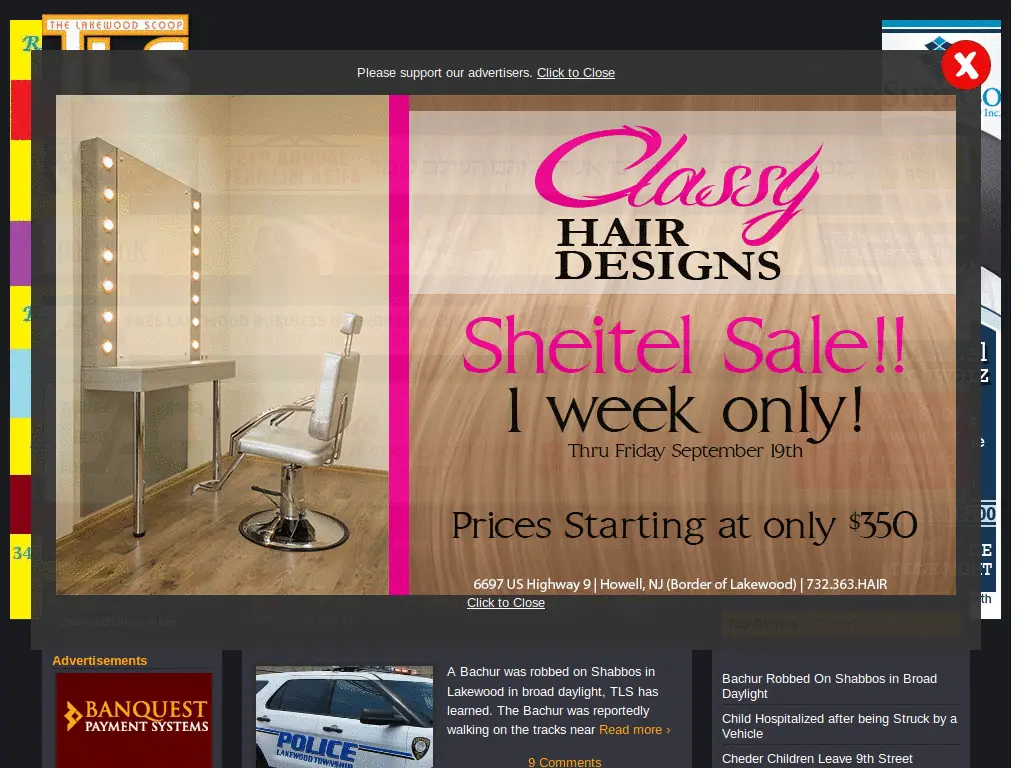 THE LAKEWOOD SCOOP
TLS
Please support our advertisers. Click to Close
Classy
HAIR
DESIGNS
Sheitel Sale!!
1 week only!
Thru Friday September 19th
Prices Starting at only $350
6697 US Highway 9 | Howell, NJ (Border of Lakewood) | 732.363.HAIR
Click to Close
Advertisements
BANQUEST
PAYMENT SYSTEMS
POLICE
LAKEWOOD TOWNSHIP
A Bachur was robbed on Shabbos in
Lakewood in broad daylight, TLS has
learned. The Bachur was reportedly
walking on the tracks near Read more ›
9 Comments
Bachur Robbed On Shabbos in Broad
Daylight
Child Hospitalized after being Struck by a
Vehicle
Cheder Children Leave 9th Street
34
Inc.
th